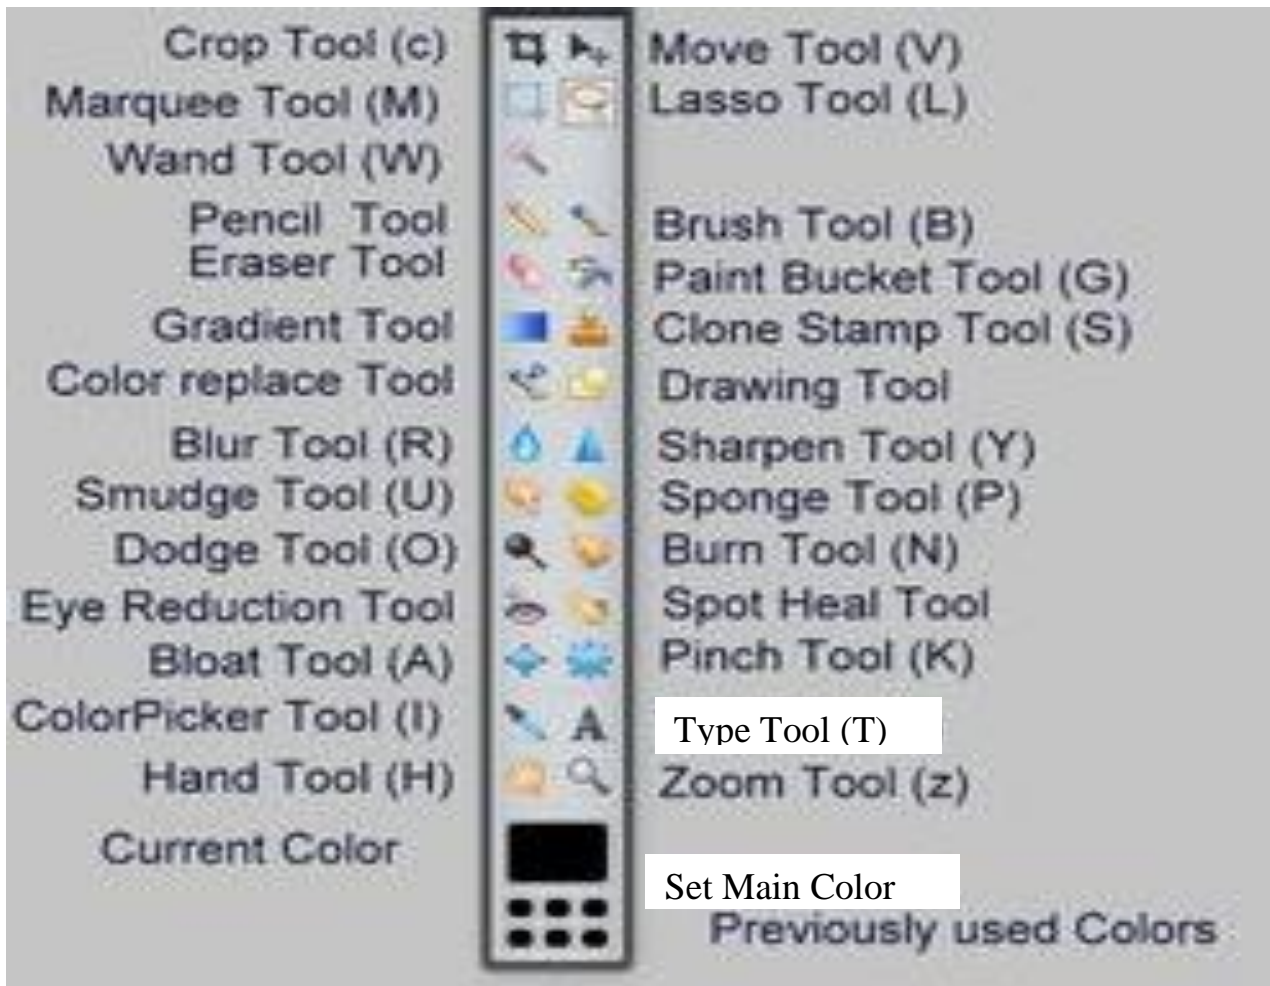 Crop Tool (c)
Move Tool (V)
Marquee Tool (M)
Lasso Tool (L)
Wand Tool (W)
Pencil Tool
Brush Tool (B)
Eraser Tool
Paint Bucket Tool (G)
Gradient Tool
Clone Stamp Tool (S)
Color replace Tool
Drawing Tool
Blur Tool (R)
Sharpen Tool (Y)
Smudge Tool (U)
Sponge Tool (P)
Dodge Tool (O)
Burn Tool (N)
Eye Reduction Tool
Spot Heal Tool
Bloat Tool (A)
Pinch Tool (K)
ColorPicker Tool (I)
Type Tool (T)
Hand Tool (H)
Zoom Tool (z)
Current Color
Set Main Color
Previously used Colors